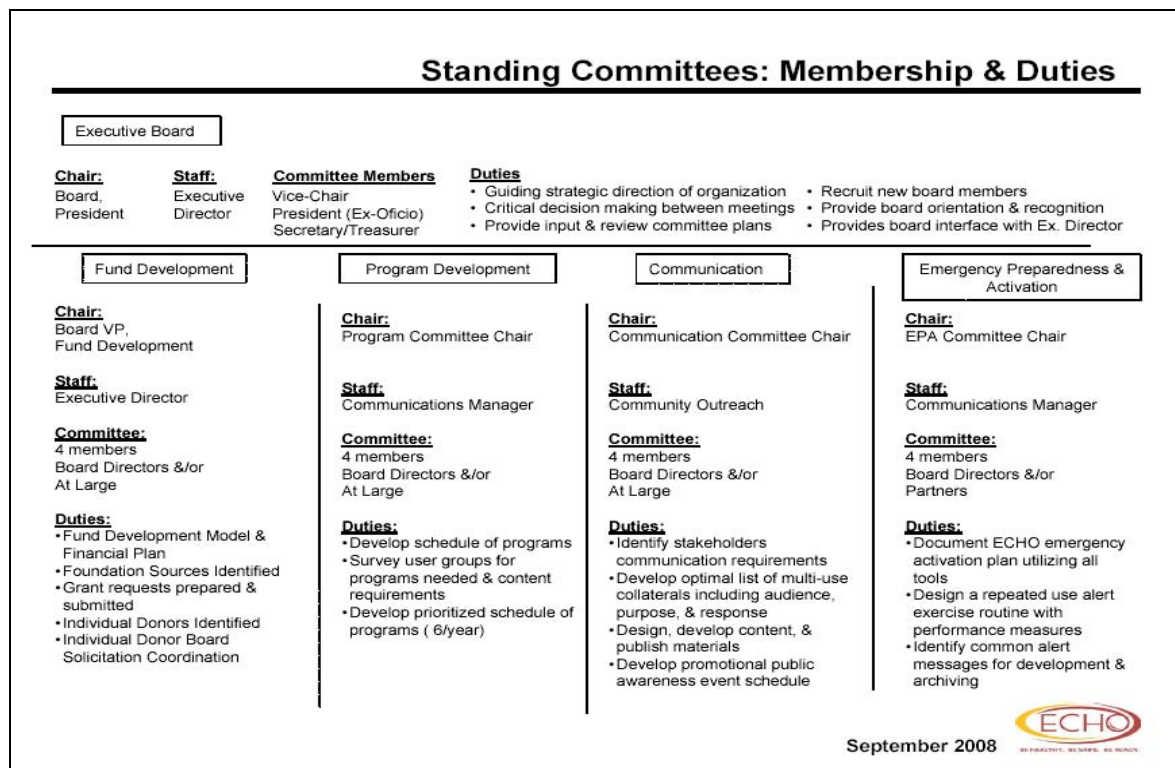 Standing Committees: Membership & Duties
Executive Board
Chair:
Board,
President
Staff:
Executive
Director
Committee Members
Vice-Chair
President (Ex-Oficio)
Secretary/Treasurer
Duties
• Guiding strategic direction of organization
• Critical decision making between meetings
• Provide input & review committee plans
• Recruit new board members
• Provide board orientation & recognition
• Provides board interface with Ex. Director
Fund Development
Chair:
Board VP,
Fund Development
Staff:
Executive Director
Committee:
4 members
Board Directors &/or
At Large
Duties:
• Fund Development Model &
Financial Plan
• Foundation Sources Identified
• Grant requests prepared &
submitted
• Individual Donors Identified
• Individual Donor Board
Solicitation Coordination
Program Development
Chair:
Program Committee Chair
Staff:
Communications Manager
Committee:
4 members
Board Directors &/or
At Large
Duties:
• Develop schedule of programs
• Survey user groups for
programs needed & content
requirements
• Develop prioritized schedule of
programs ( 6/year)
Communication
Chair:
Communication Committee Chair
Staff:
Community Outreach
Committee:
4 members
Board Directors &/or
At Large
Duties:
• Identify stakeholders
communication requirements
• Develop optimal list of multi-use
collaterals including audience,
purpose, & response
• Design, develop content, &
publish materials
• Develop promotional public
awareness event schedule
Emergency Preparedness &
Activation
Chair:
EPA Committee Chair
Staff:
Communications Manager
Committee:
4 members
Board Directors &/or
Partners
Duties:
• Document ECHO emergency
activation plan utilizing all
tools
• Design a repeated use alert
exercise routine with
performance measures
• Identify common alert
messages for development &
archiving
September 2008
ECHO
BE HEALTHY. BE SAFE. BE READY.